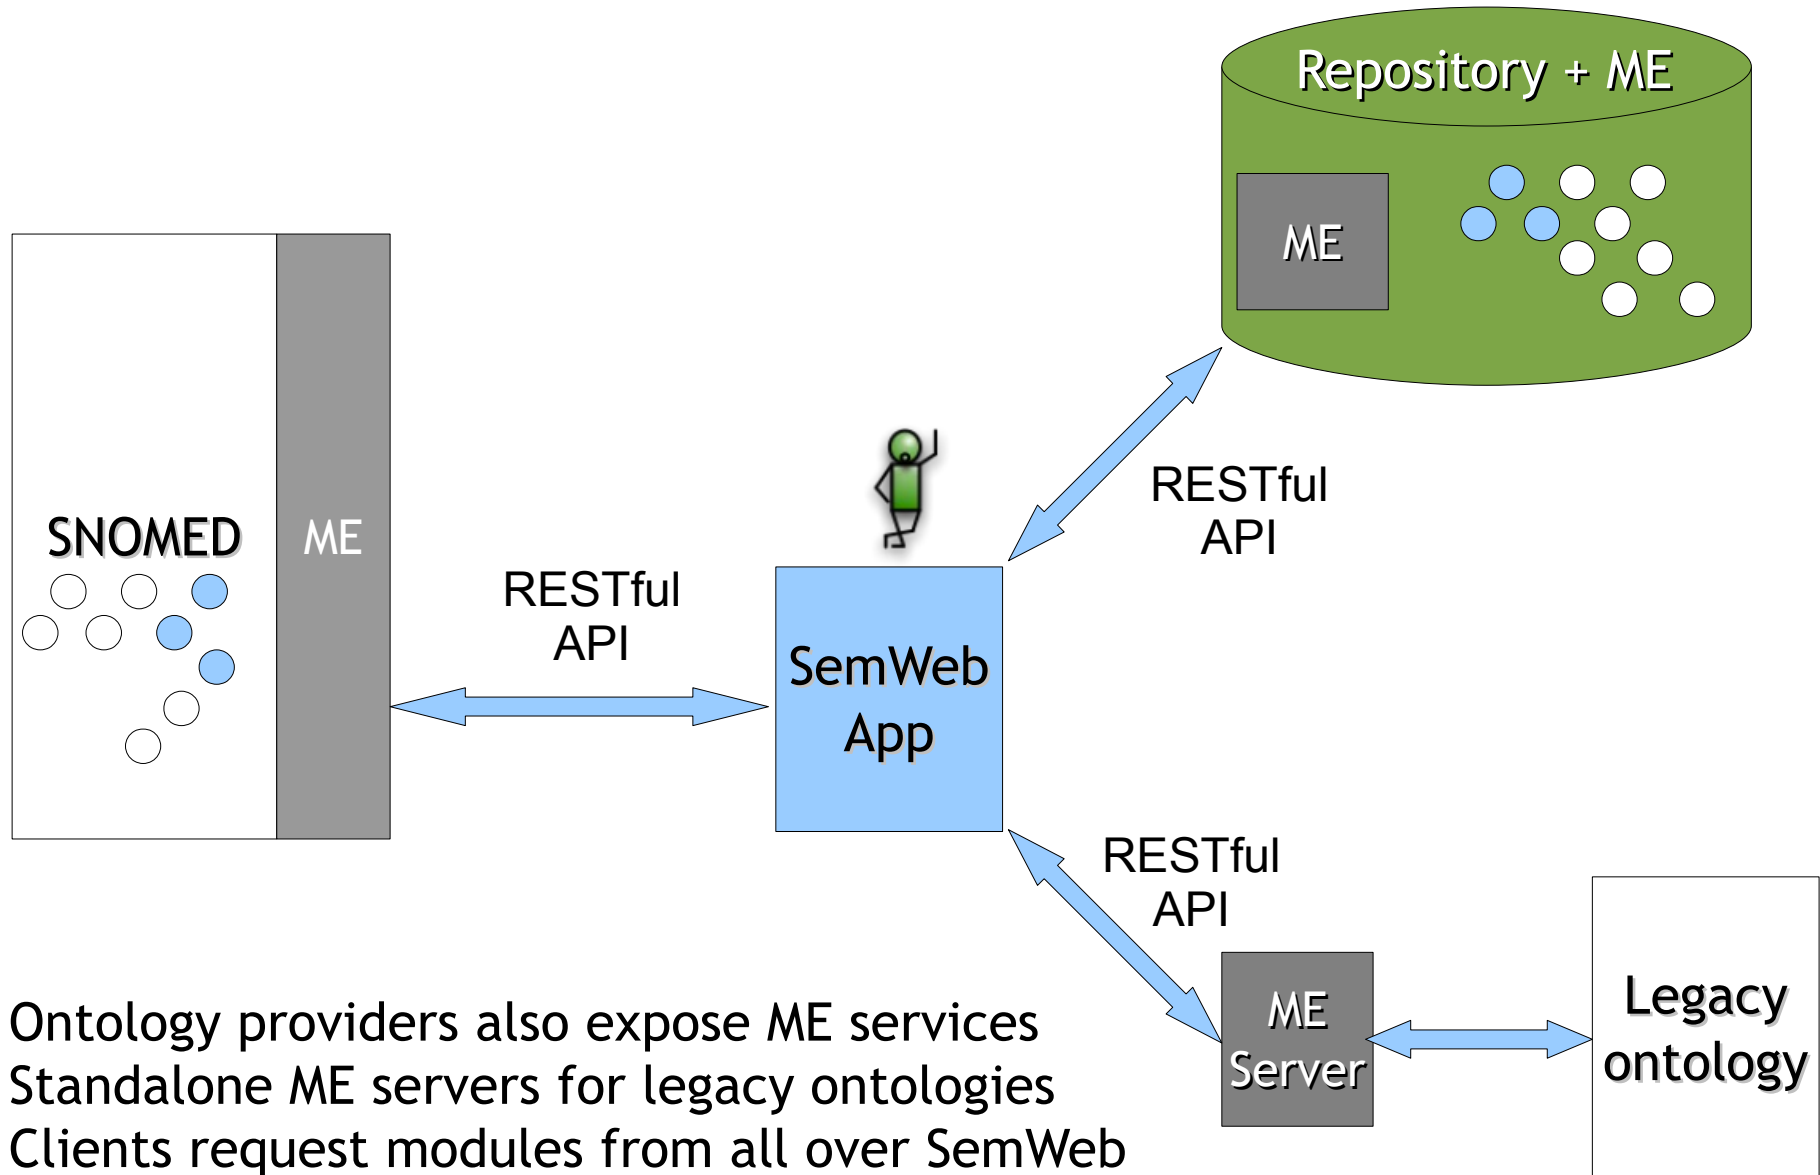 Repository + ME
ME
SNOMED
ME
RESTful
API
RESTful
API
SemWeb
App
RESTful
API
ME
Server
Legacy
ontology
Ontology providers also expose ME services
Standalone ME servers for legacy ontologies
Clients request modules from all over SemWeb